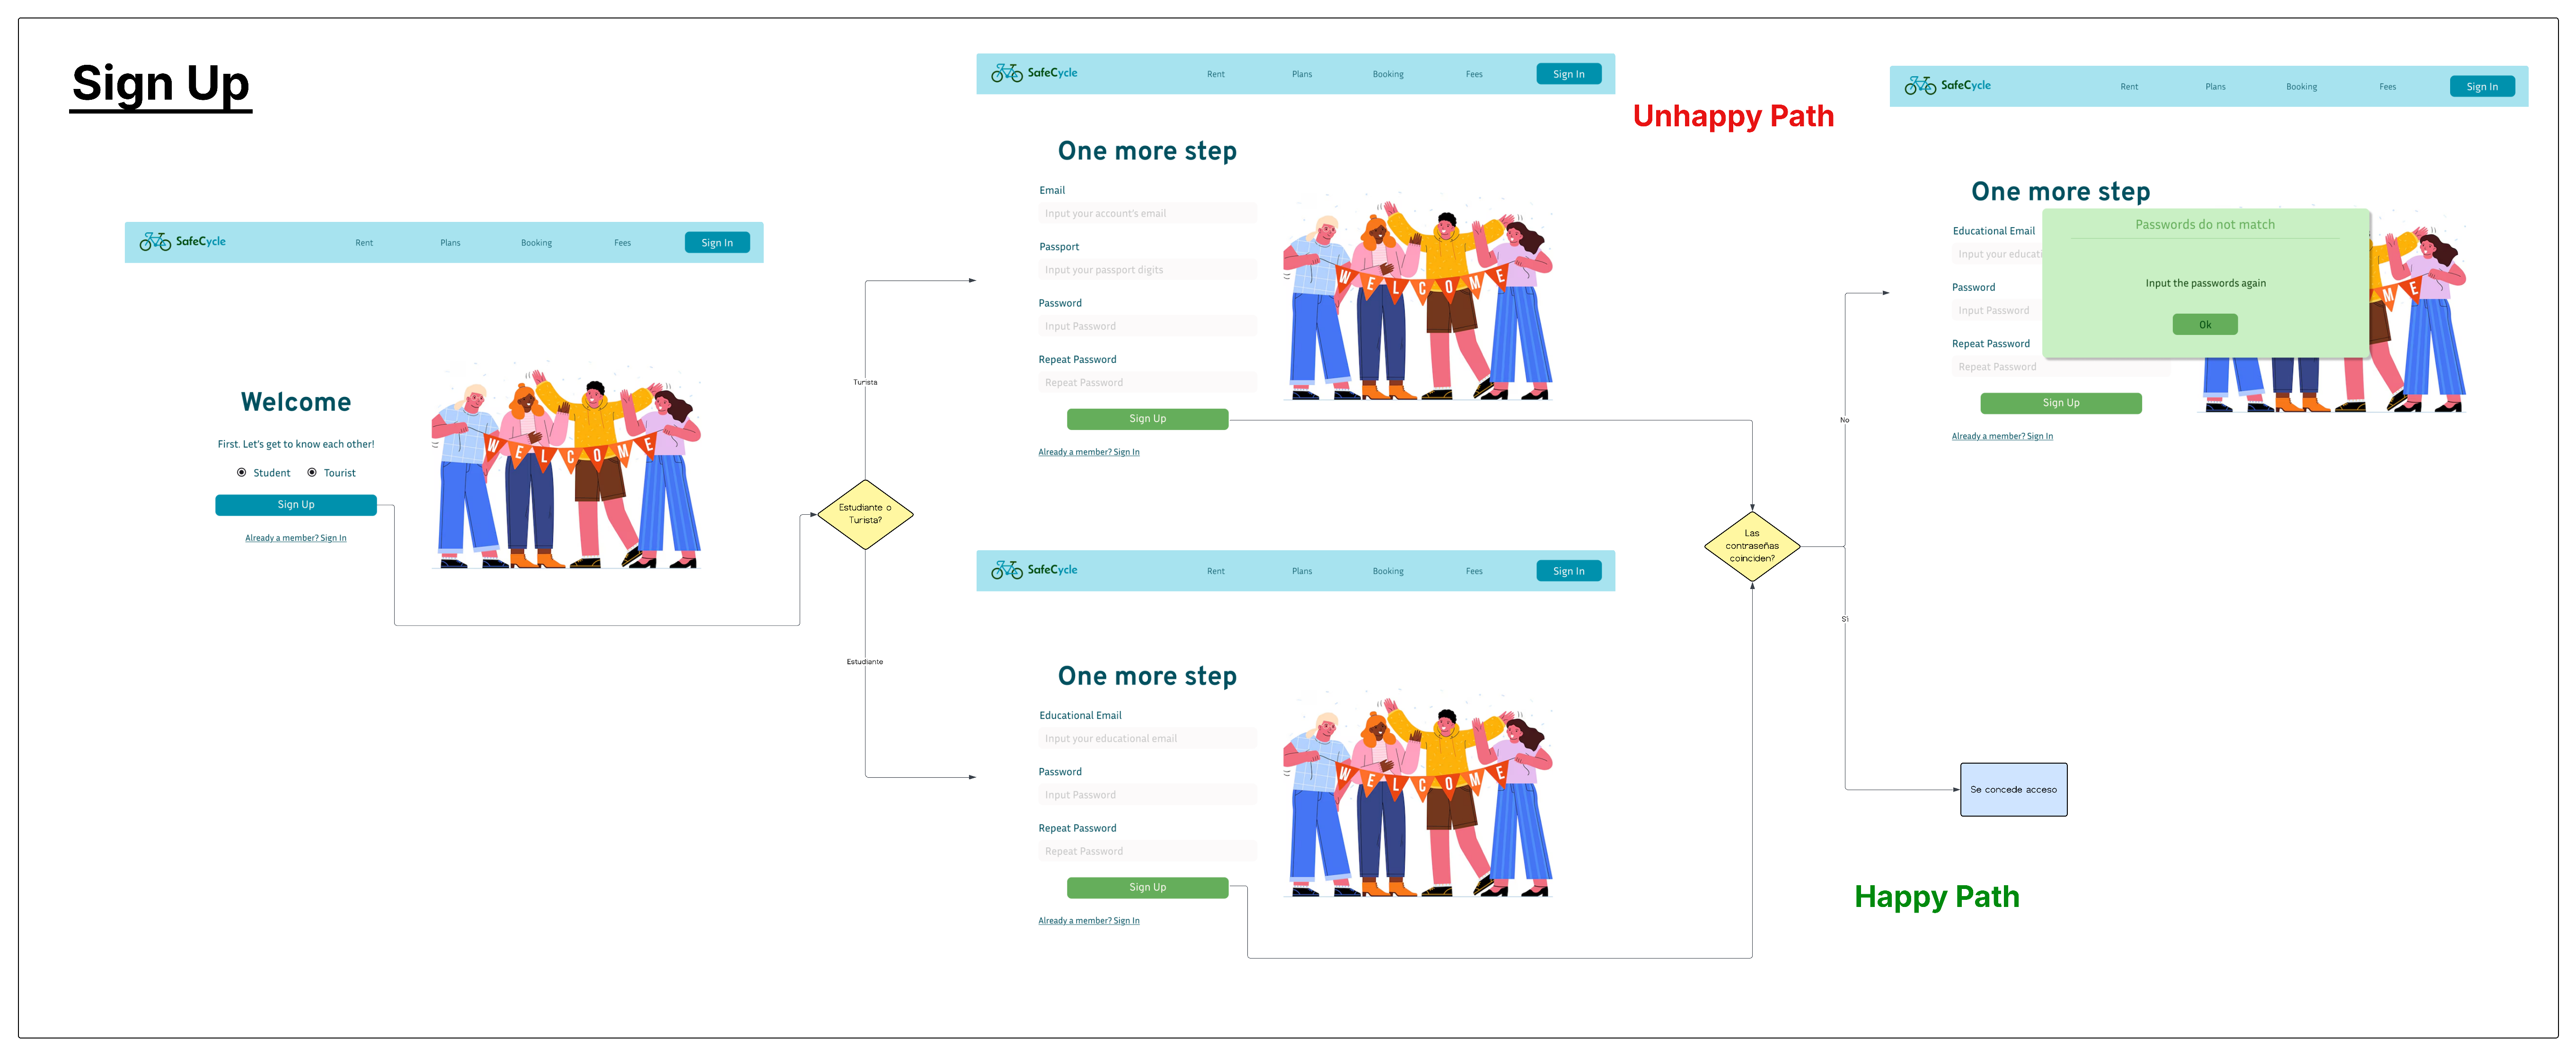 Sign Up
SafeCycle
Rent
Plans
Booking
Fees
Sign In
Welcome
First. Let's get to know each other!
Student
Tourist
Sign Up
Already a member? Sign In
WELCOME
Estudiante o
Turista?
Turista
Estudiante
SafeCycle
Rent
Plans
Booking
Fees
Sign In
One more step
Email
Input your account's email
Passport
Input your passport digits
Password
Input Password
Repeat Password
Repeat Password
Sign Up
Already a member? Sign In
WELCOME
SafeCycle
Rent
Plans
Booking
Fees
Sign In
One more step
Educational Email
Input your educational email
Password
Input Password
Repeat Password
Repeat Password
Sign Up
Already a member? Sign In
WELCOME
Las
contraseñas
coinciden?
No
Sí
Unhappy Path
SafeCycle
Rent
Plans
Booking
Fees
Sign In
One more step
Educational Email
Input your educati
Password
Input Password
Repeat Password
Repeat Password
Sign Up
Already a member? Sign In
Passwords do not match
Input the passwords again
Ok
ME
Se concede acceso
Happy Path